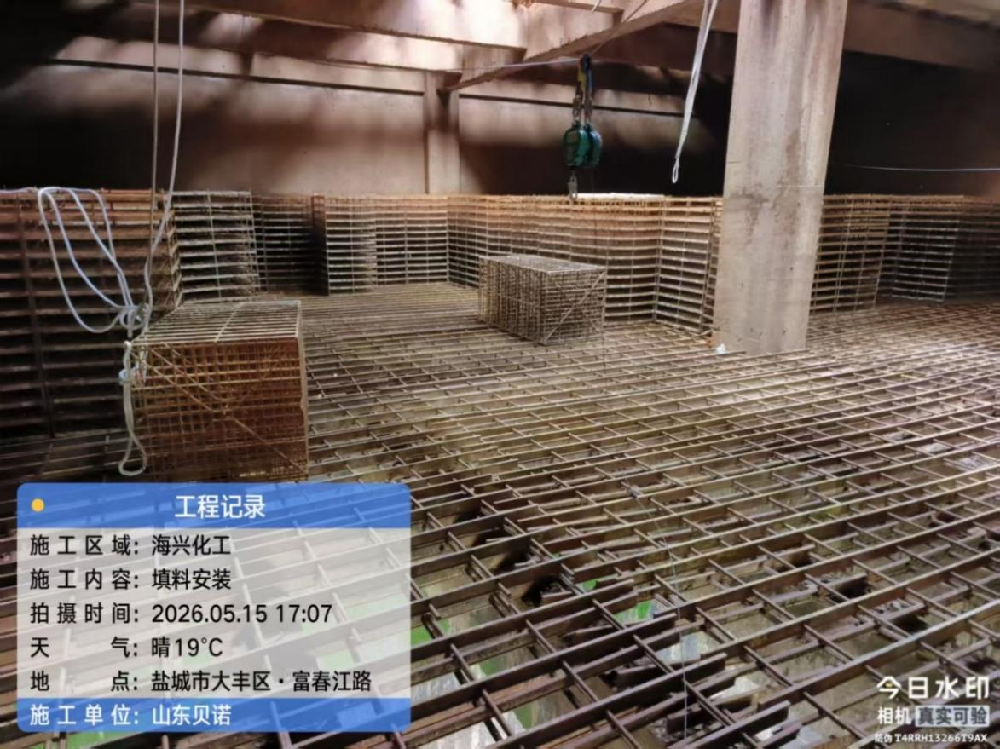 工程记录
施工区域：海兴化工
施工内容：填料安装
拍摄时间：2026.05.15 17:07
天气：晴19℃
地点：盐城市大丰区·富春江路
施工单位：山东贝诺
今日水印
相机 真实可验
防伪 T4RRH13266T9AX